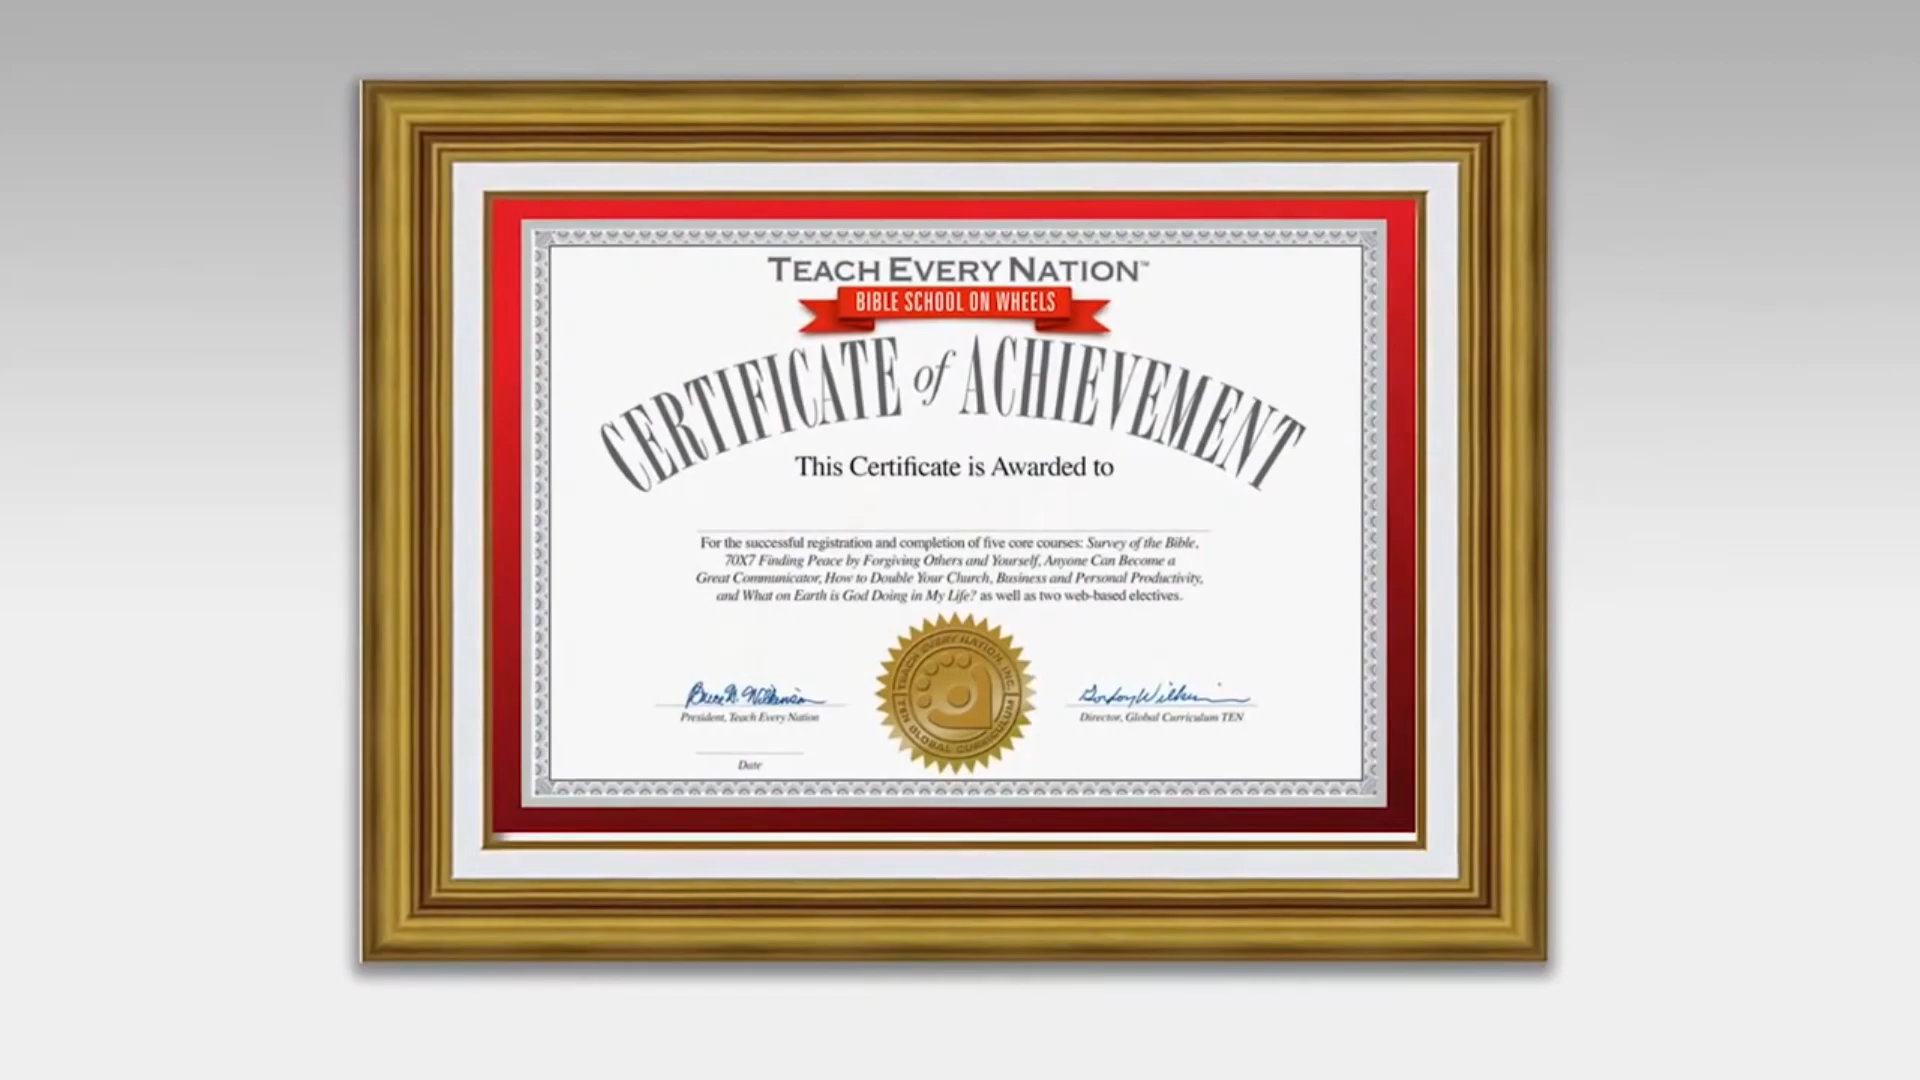 TEACH EVERY NATION™
BIBLE SCHOOL ON WHEELS
CERTIFICATE of ACHIEVEMENT
This Certificate is Awarded to
For the successful registration and completion of five core courses: Survey of the Bible,
70X7 Finding Peace by Forgiving Others and Yourself, Anyone Can Become a
Great Communicator, How to Double Your Church, Business and Personal Productivity,
and What on Earth is God Doing in My Life? as well as two web-based electives.
TEACH EVERY NATION, INC.
TEN GLOBAL CURRICULUM
Bruce H. Wilkinson
President, Teach Every Nation
Director, Global Curriculum TEN
Date